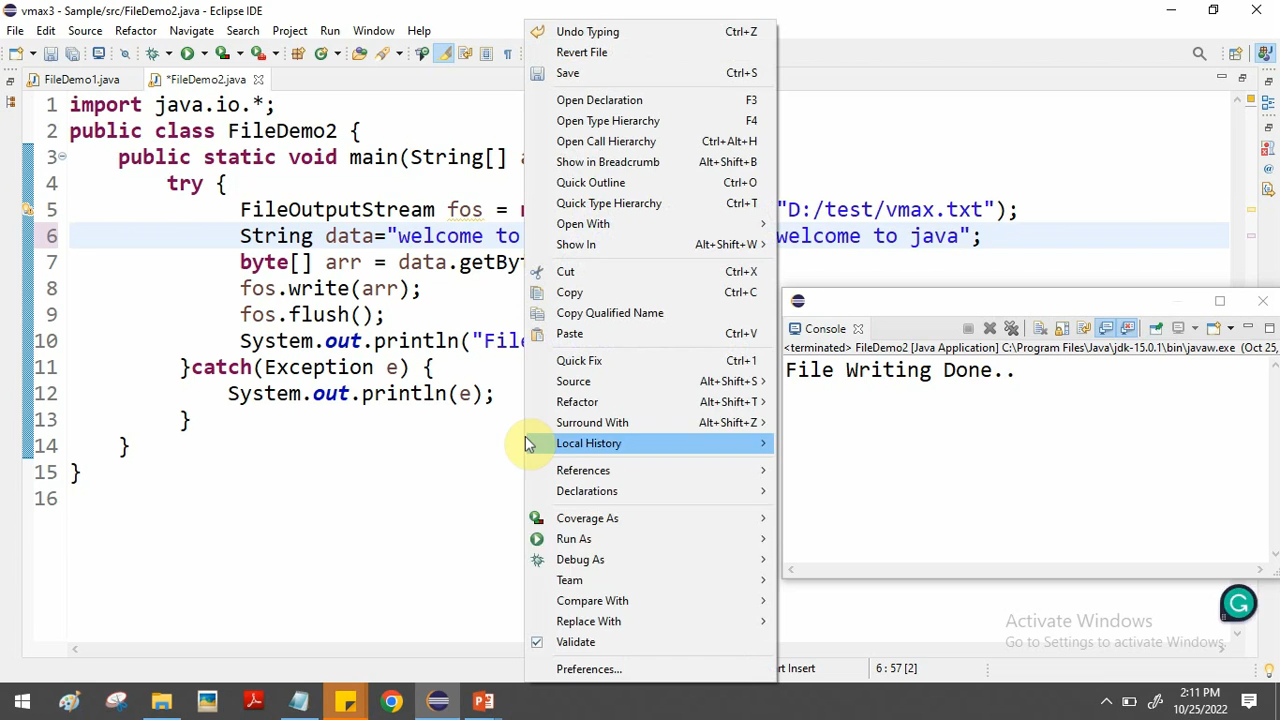 vmax3 - Sample/src/FileDemo2.java - Eclipse IDE
File Edit Source Refactor Navigate Search Project Run Window Help
FileDemo1.java
*FileDemo2.java
1 import java.io.*;
2 public class FileDemo2 {
3 public static void main(String[] a
4 try {
5 FileOutputStream fos = n "D:/test/vmax.txt");
6 String data="welcome to welcome to java";
7 byte[] arr = data.getByt
8 fos.write(arr);
9 fos.flush();
10 System.out.println("File
11 }catch(Exception e) {
12 System.out.println(e);
13 }
14 }
15 }
16
Undo Typing Ctrl+Z
Revert File
Save Ctrl+S
Open Declaration F3
Open Type Hierarchy F4
Open Call Hierarchy Ctrl+Alt+H
Show in Breadcrumb Alt+Shift+B
Quick Outline Ctrl+O
Quick Type Hierarchy Ctrl+T
Open With
Show In Alt+Shift+W
Cut Ctrl+X
Copy Ctrl+C
Copy Qualified Name
Paste Ctrl+V
Quick Fix Ctrl+1
Source Alt+Shift+S
Refactor Alt+Shift+T
Surround With Alt+Shift+Z
Local History
References
Declarations
Coverage As
Run As
Debug As
Team
Compare With
Replace With
Validate
Preferences...
Console
<terminated> FileDemo2 [Java Application] C:\Program Files\Java\jdk-15.0.1\bin\javaw.exe (Oct 25,
File Writing Done..
Activate Windows
Go to Settings to activate Windows.
rt Insert
6 : 57 [2]
2:11 PM
10/25/2022